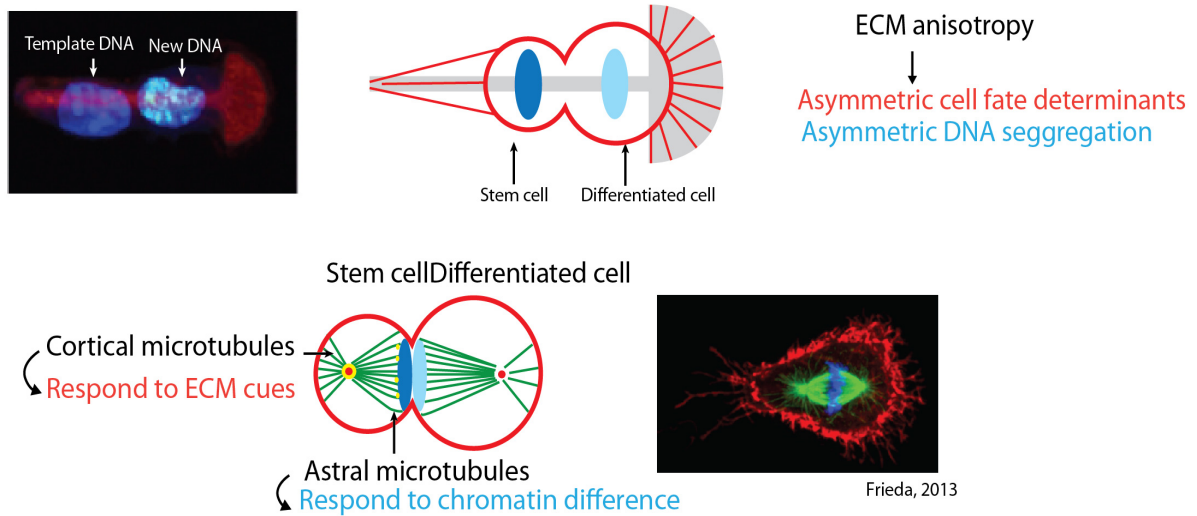 Template DNA
New DNA
ECM anisotropy
Asymmetric cell fate determinants
Asymmetric DNA seggregation
Stem cell
Differentiated cell
Stem cellDifferentiated cell
Cortical microtubules
Respond to ECM cues
Astral microtubules
Respond to chromatin difference
Frieda, 2013